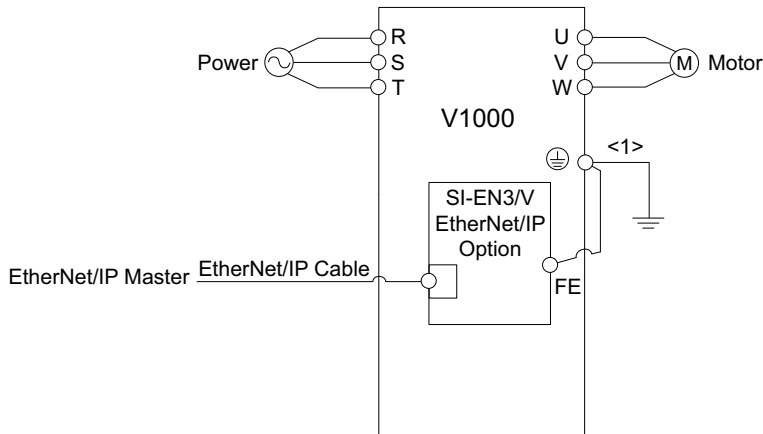 R
U
Power
S
V
M
Motor
T
W
V1000
<1>
SI-EN3/V
EtherNet/IP
Option
EtherNet/IP Master
EtherNet/IP Cable
FE